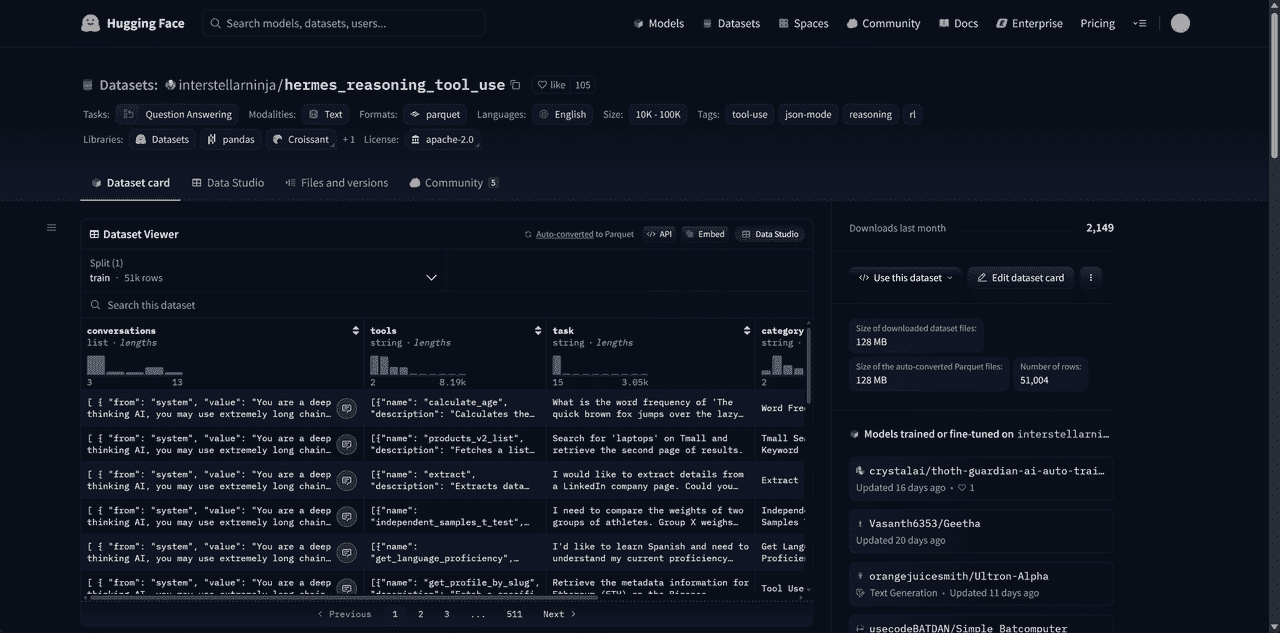 Hugging Face
Search models, datasets, users...
Models
Datasets
Spaces
Community
Docs
Enterprise
Pricing
Datasets: interstellarninja/hermes_reasoning_tool_use
like 105
Tasks: Question Answering Modalities: Text Formats: parquet Languages: English Size: 10K - 100K Tags: tool-use json-mode reasoning rl
Libraries: Datasets pandas Croissant + 1 License: apache-2.0
Dataset card
Data Studio
Files and versions
Community 5
Dataset Viewer
Auto-converted to Parquet
API
Embed
Data Studio
Split (1)
train · 51k rows
Search this dataset
conversations
list · lengths
3 13
tools
string · lengths
2 8.19k
task
string · lengths
15 3.05k
category
string ·
2
[ { "from": "system", "value": "You are a deep
thinking AI, you may use extremely long chain…
[{"name": "calculate_age",
"description": "Calculates the…
What is the word frequency of 'The
quick brown fox jumps over the lazy…
Word Fre
[ { "from": "system", "value": "You are a deep
thinking AI, you may use extremely long chain…
[{"name": "products_v2_list",
"description": "Fetches a list…
Search for 'laptops' on Tmall and
retrieve the second page of results.
Tmall Sea
Keyword
[ { "from": "system", "value": "You are a deep
thinking AI, you may use extremely long chain…
[{"name": "extract",
"description": "Extracts data…
I would like to extract details from
a LinkedIn company page. Could you…
Extract
[ { "from": "system", "value": "You are a deep
thinking AI, you may use extremely long chain…
[{"name":
"independent_samples_t_test",…
I need to compare the weights of two
groups of athletes. Group X weighs…
Independ
Samples T
[ { "from": "system", "value": "You are a deep
thinking AI, you may use extremely long chain…
[{"name":
"get_language_proficiency",…
I'd like to learn Spanish and need to
understand my current proficiency…
Get Lang
Proficien
[ { "from": "system", "value": "You are a deep
thinking AI, you may use extremely long chain…
[{"name": "get_profile_by_slug",
"description": "Fetch a specifi
Retrieve the metadata information for
Ethereum (ETH) on the Binance
Tool Use
Previous 1 2 3 ... 511 Next
Downloads last month 2,149
Use this dataset
Edit dataset card
Size of downloaded dataset files:
128 MB
Size of the auto-converted Parquet files:
128 MB
Number of rows:
51,004
Models trained or fine-tuned on interstellarni…
crystalai/thoth-guardian-ai-auto-trai…
Updated 16 days ago • 1
Vasanth6353/Geetha
Updated 20 days ago
orangejuicesmith/Ultron-Alpha
Text Generation • Updated 11 days ago
usecodeBATDAN/Simple_Batcomputer